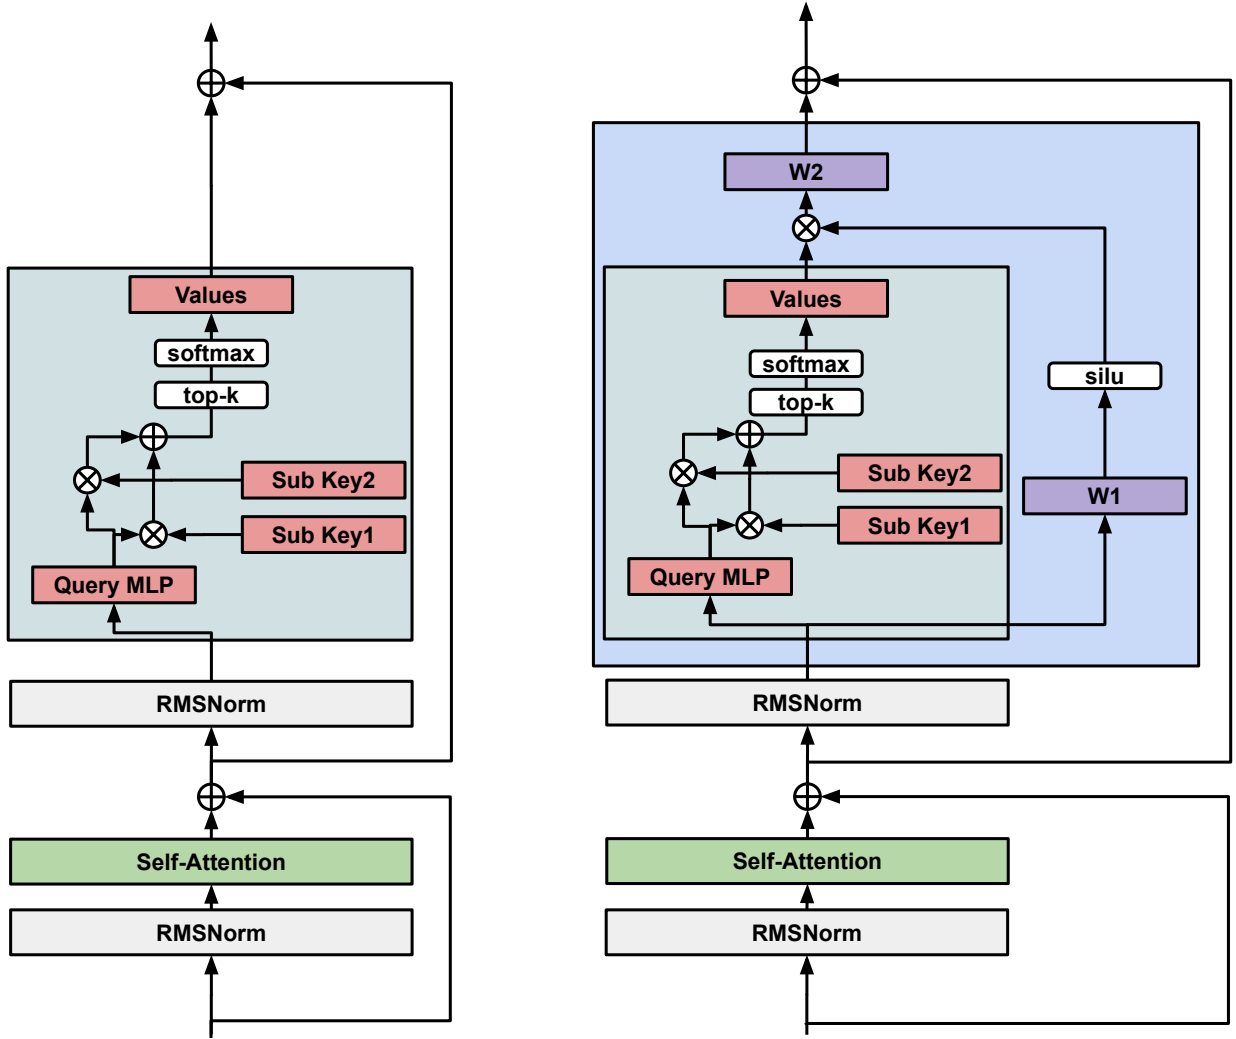 Values
softmax
top-k
Sub Key2
Sub Key1
Query MLP
RMSNorm
Self-Attention
RMSNorm
W2
Values
softmax
top-k
silu
Sub Key2
W1
Sub Key1
Query MLP
RMSNorm
Self-Attention
RMSNorm